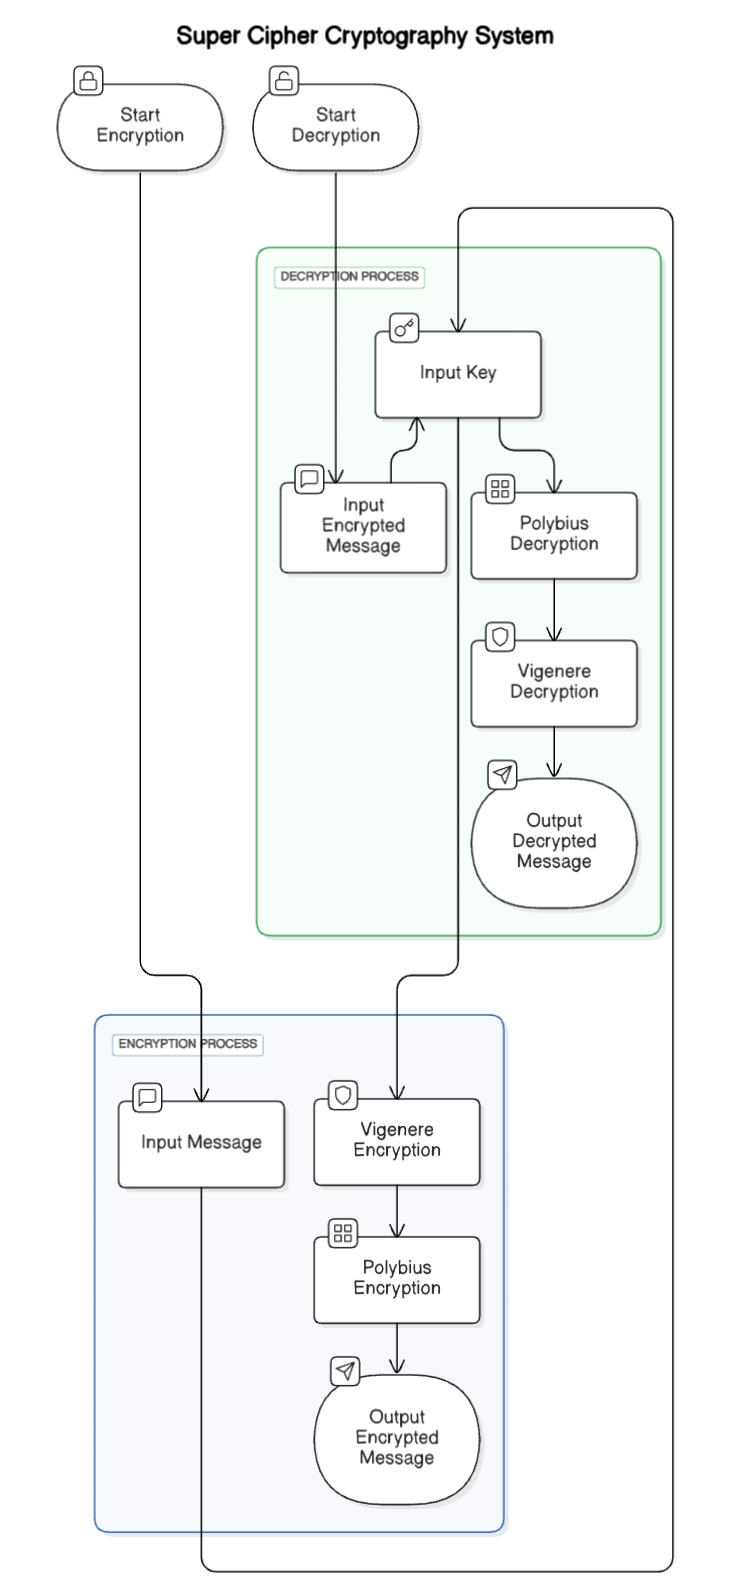 Super Cipher Cryptography System
Start
Encryption
Start
Decryption
DECRYPTION PROCESS
Input Key
Input
Encrypted
Message
Polybius
Decryption
Vigenere
Decryption
Output
Decrypted
Message
ENCRYPTION PROCESS
Input Message
Vigenere
Encryption
Polybius
Encryption
Output
Encrypted
Message